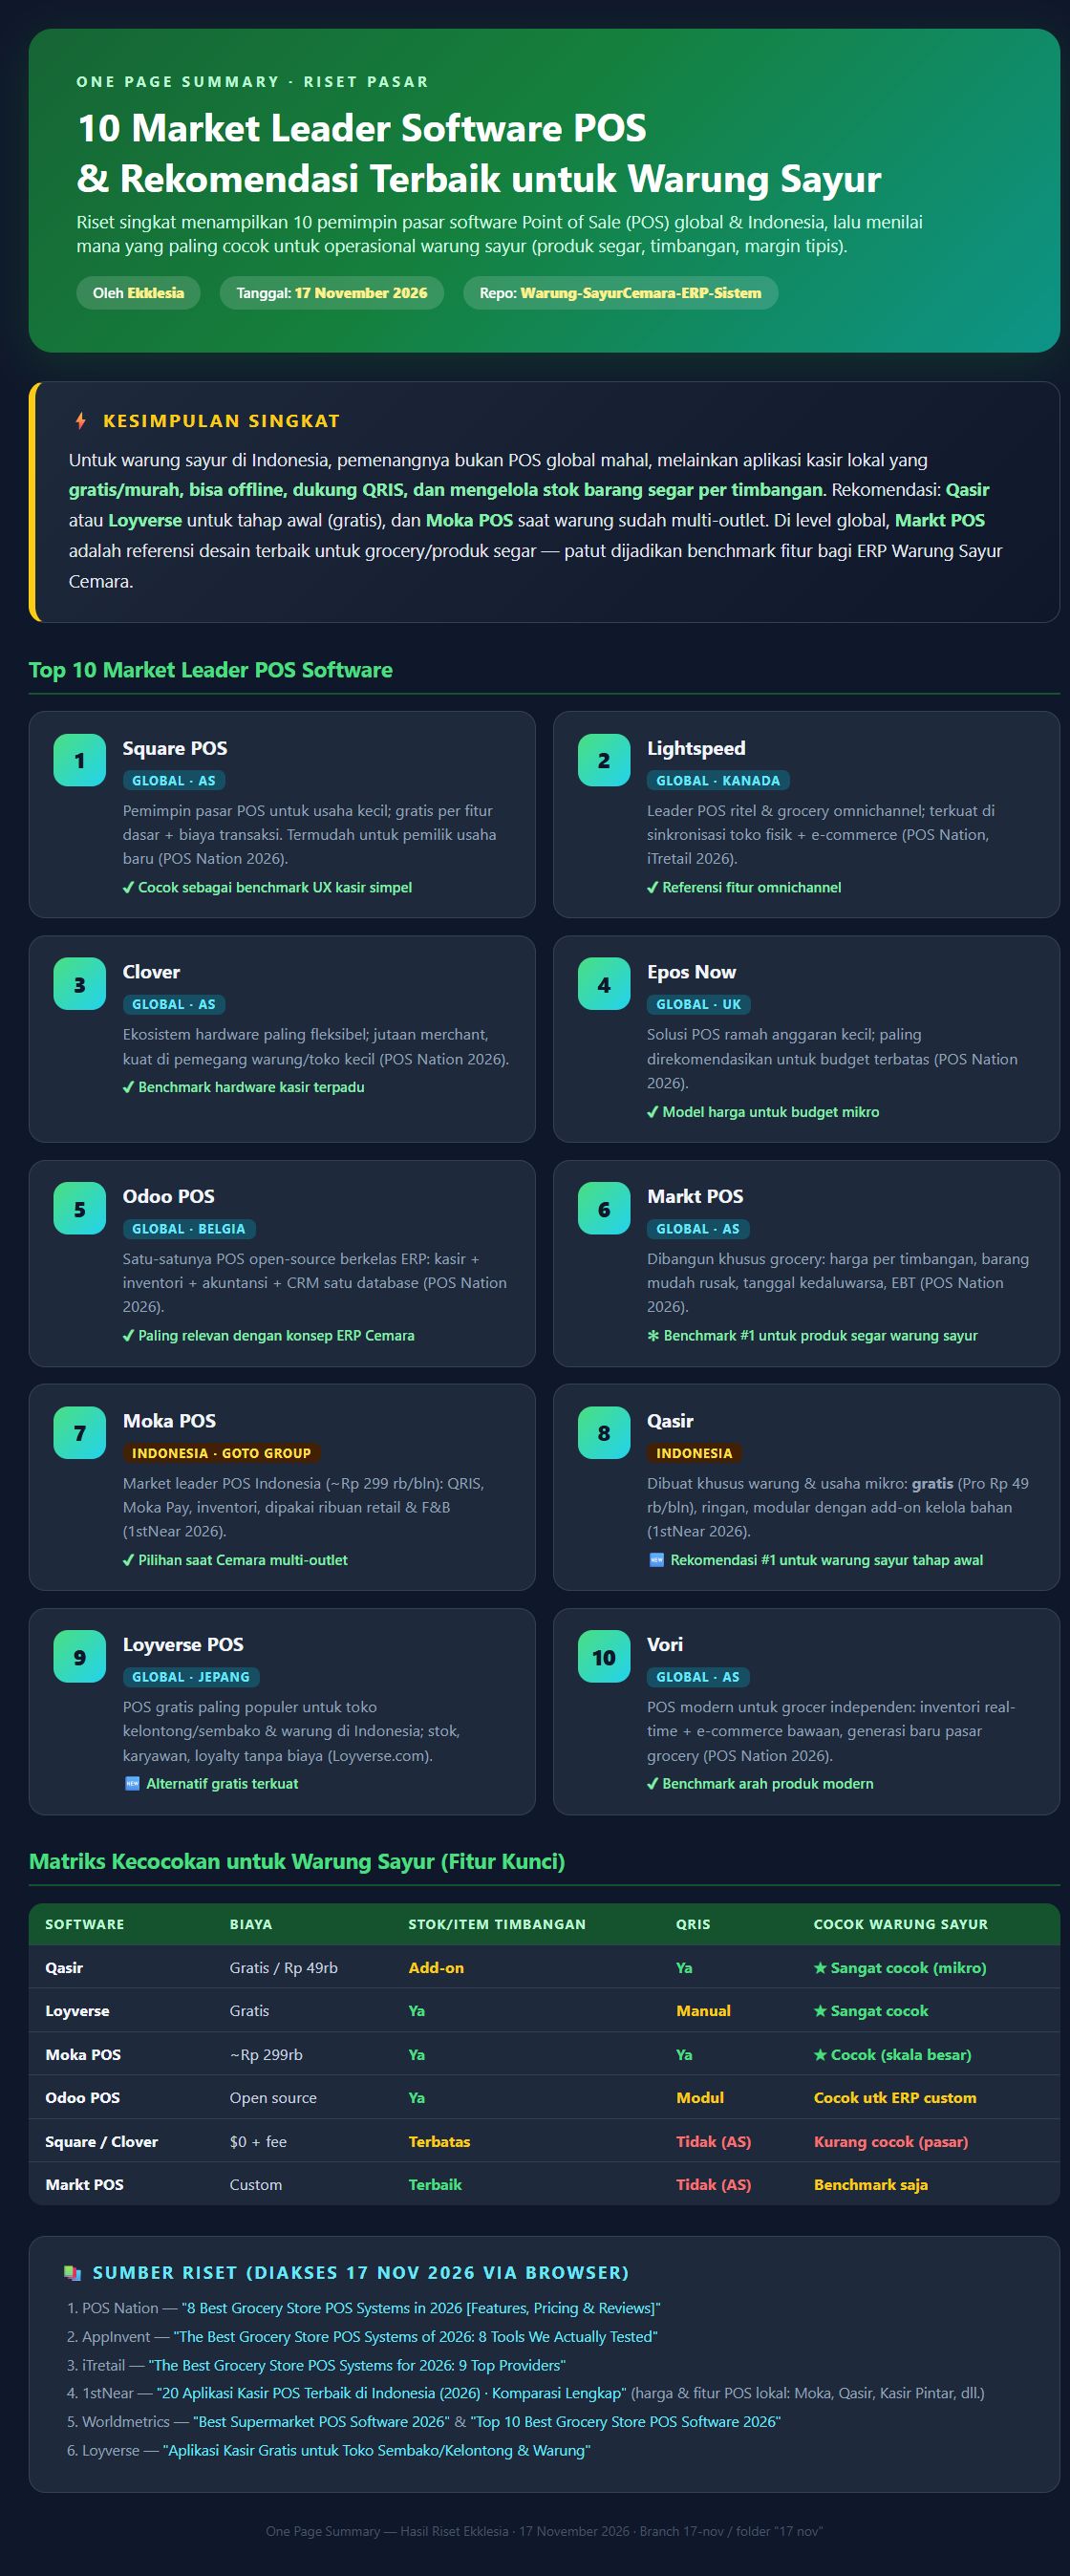 ONE PAGE SUMMARY · RISET PASAR
10 Market Leader Software POS
& Rekomendasi Terbaik untuk Warung Sayur
Riset singkat menampilkan 10 pemimpin pasar software Point of Sale (POS) global & Indonesia, lalu menilai
mana yang paling cocok untuk operasional warung sayur (produk segar, timbangan, margin tipis).
Oleh Ekklesia
Tanggal: 17 November 2026
Repo: Warung-SayurCemara-ERP-Sistem
⚡ KESIMPULAN SINGKAT
Untuk warung sayur di Indonesia, pemenangnya bukan POS global mahal, melainkan aplikasi kasir lokal yang
gratis/murah, bisa offline, dukung QRIS, dan mengelola stok barang segar per timbangan. Rekomendasi: Qasir
atau Loyverse untuk tahap awal (gratis), dan Moka POS saat warung sudah multi-outlet. Di level global, Markt POS
adalah referensi desain terbaik untuk grocery/produk segar — patut dijadikan benchmark fitur bagi ERP Warung Sayur
Cemara.
Top 10 Market Leader POS Software
1
Square POS
GLOBAL · AS
Pemimpin pasar POS untuk usaha kecil; gratis per fitur
dasar + biaya transaksi. Termudah untuk pemilik usaha
baru (POS Nation 2026).
✔ Cocok sebagai benchmark UX kasir simpel
2
Lightspeed
GLOBAL · KANADA
Leader POS ritel & grocery omnichannel; terkuat di
sinkronisasi toko fisik + e-commerce (POS Nation,
iTretail 2026).
✔ Referensi fitur omnichannel
3
Clover
GLOBAL · AS
Ekosistem hardware paling fleksibel; jutaan merchant,
kuat di pemegang warung/toko kecil (POS Nation 2026).
✔ Benchmark hardware kasir terpadu
4
Epos Now
GLOBAL · UK
Solusi POS ramah anggaran kecil; paling
direkomendasikan untuk budget terbatas (POS Nation
2026).
✔ Model harga untuk budget mikro
5
Odoo POS
GLOBAL · BELGIA
Satu-satunya POS open-source berkelas ERP: kasir +
inventori + akuntansi + CRM satu database (POS Nation
2026).
✔ Paling relevan dengan konsep ERP Cemara
6
Markt POS
GLOBAL · AS
Dibangun khusus grocery: harga per timbangan, barang
mudah rusak, tanggal kedaluwarsa, EBT (POS Nation
2026).
✻ Benchmark #1 untuk produk segar warung sayur
7
Moka POS
INDONESIA · GOTO GROUP
Market leader POS Indonesia (~Rp 299 rb/bln): QRIS,
Moka Pay, inventori, dipakai ribuan retail & F&B
(1stNear 2026).
✔ Pilihan saat Cemara multi-outlet
8
Qasir
INDONESIA
Dibuat khusus warung & usaha mikro: gratis (Pro Rp 49
rb/bln), ringan, modular dengan add-on kelola bahan
(1stNear 2026).
🆕 Rekomendasi #1 untuk warung sayur tahap awal
9
Loyverse POS
GLOBAL · JEPANG
POS gratis paling populer untuk toko
kelontong/sembako & warung di Indonesia; stok,
karyawan, loyalty tanpa biaya (Loyverse.com).
🆕 Alternatif gratis terkuat
10
Vori
GLOBAL · AS
POS modern untuk grocer independen: inventori real-
time + e-commerce bawaan, generasi baru pasar
grocery (POS Nation 2026).
✔ Benchmark arah produk modern
Matriks Kecocokan untuk Warung Sayur (Fitur Kunci)
SOFTWARE BIAYA STOK/ITEM TIMBANGAN QRIS COCOK WARUNG SAYUR
Qasir Gratis / Rp 49rb Add-on Ya ★ Sangat cocok (mikro)
Loyverse Gratis Ya Manual ★ Sangat cocok
Moka POS ~Rp 299rb Ya Ya ★ Cocok (skala besar)
Odoo POS Open source Ya Modul Cocok utk ERP custom
Square / Clover $0 + fee Terbatas Tidak (AS) Kurang cocok (pasar)
Markt POS Custom Terbaik Tidak (AS) Benchmark saja
📚 SUMBER RISET (DIAKSES 17 NOV 2026 VIA BROWSER)
1. POS Nation — "8 Best Grocery Store POS Systems in 2026 [Features, Pricing & Reviews]"
2. AppInvent — "The Best Grocery Store POS Systems of 2026: 8 Tools We Actually Tested"
3. iTretail — "The Best Grocery Store POS Systems for 2026: 9 Top Providers"
4. 1stNear — "20 Aplikasi Kasir POS Terbaik di Indonesia (2026) · Komparasi Lengkap" (harga & fitur POS lokal: Moka, Qasir, Kasir Pintar, dll.)
5. Worldmetrics — "Best Supermarket POS Software 2026" & "Top 10 Best Grocery Store POS Software 2026"
6. Loyverse — "Aplikasi Kasir Gratis untuk Toko Sembako/Kelontong & Warung"
One Page Summary — Hasil Riset Ekklesia · 17 November 2026 · Branch 17-nov / folder "17 nov"